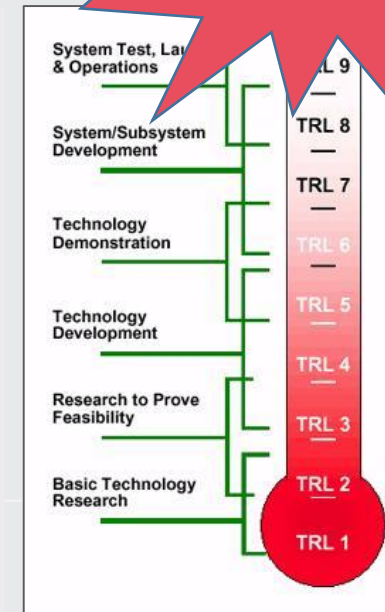 System Test,
& Operations
System/Subsystem
Development
Technology
Demonstration
Technology
Development
Research to Prove
Feasibility
Basic Technology
Research
L 9
TRL 8
TRL 7
TRL 6
TRL 5
TRL 4
TRL 3
TRL 2
TRL 1